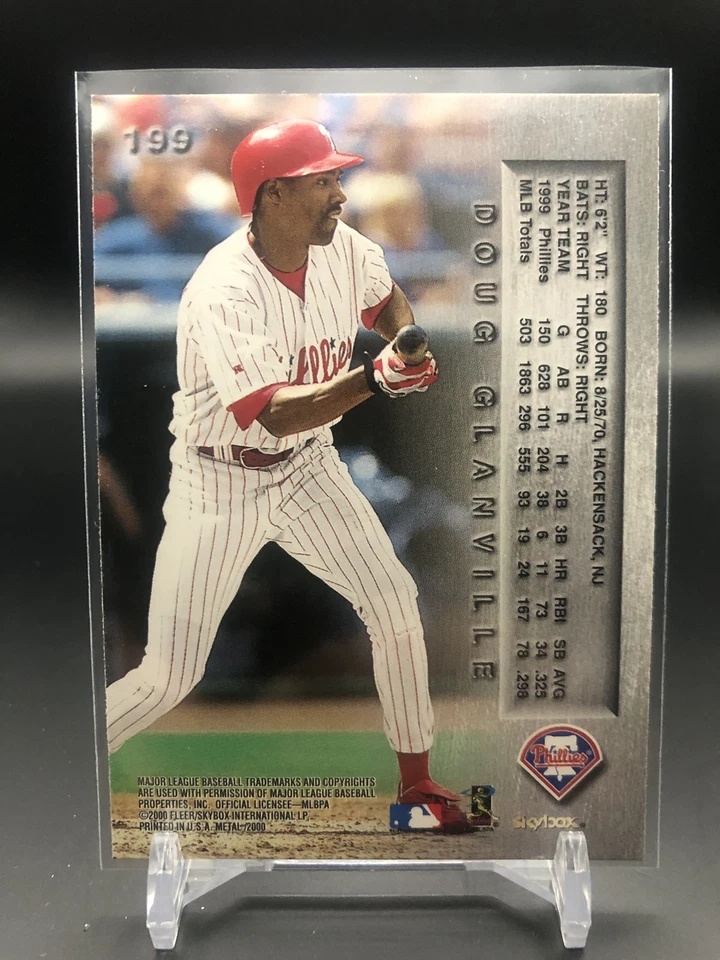 199
HT: 6'2" WT: 180 BORN: 8/25/70, HACKENSACK, NJ
BATS: RIGHT THROWS: RIGHT
YEAR TEAM G AB R H 2B 3B HR RBI SB AVG
1999 Phillies 150 628 101 204 38 6 11 73 34 .325
MLB Totals 503 1863 296 555 93 19 24 167 78 .298
DOUG GLANVILLE
Phillies
Phillies
skybox
MAJOR LEAGUE BASEBALL TRADEMARKS AND COPYRIGHTS
ARE USED WITH PERMISSION OF MAJOR LEAGUE BASEBALL
PROPERTIES, INC. OFFICIAL LICENSEE—MLBPA
©2000 FLEER/SKYBOX INTERNATIONAL LP.
PRINTED IN U.S.A. METAL /2000